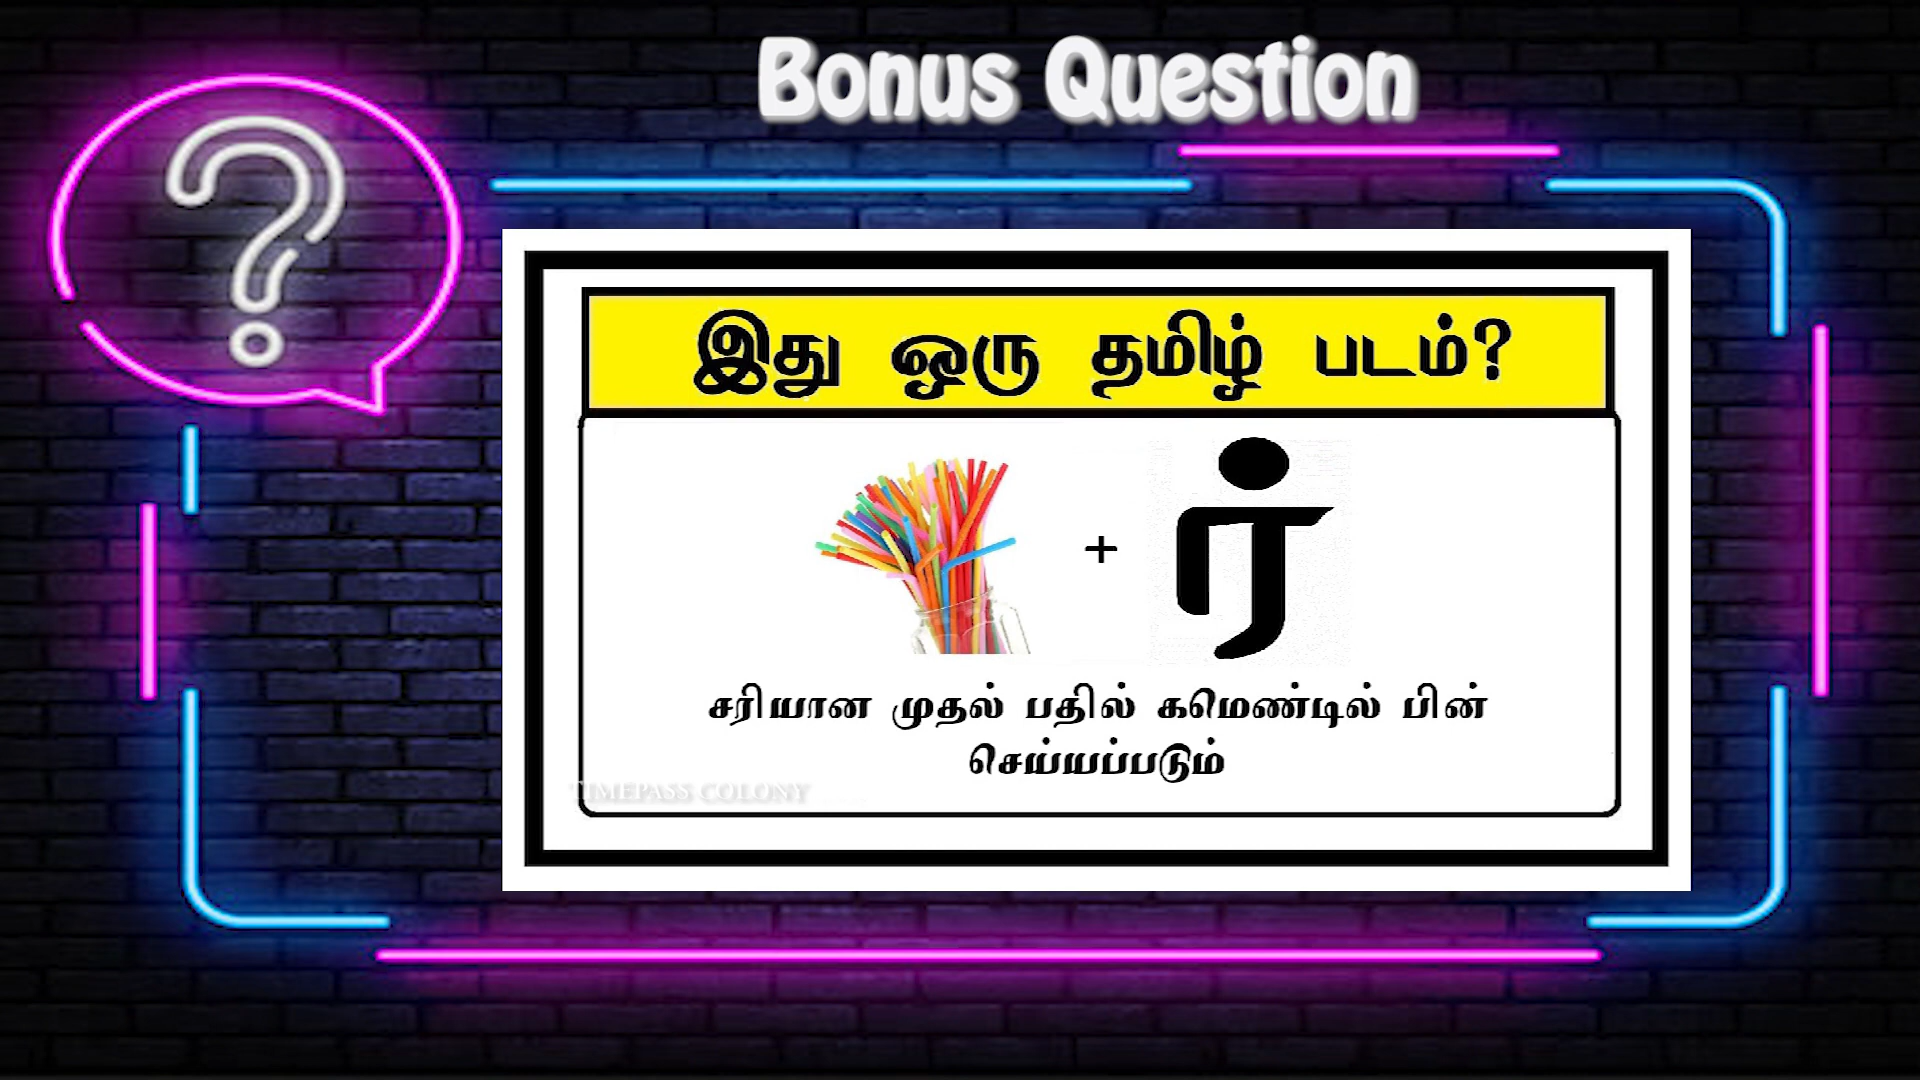 Bonus Question
இது ஒரு தமிழ் படம்?
+ ர்
சரியான முதல் பதில் கமெண்டில் பின்
செய்யப்படும்
TIMEPASS COLONY